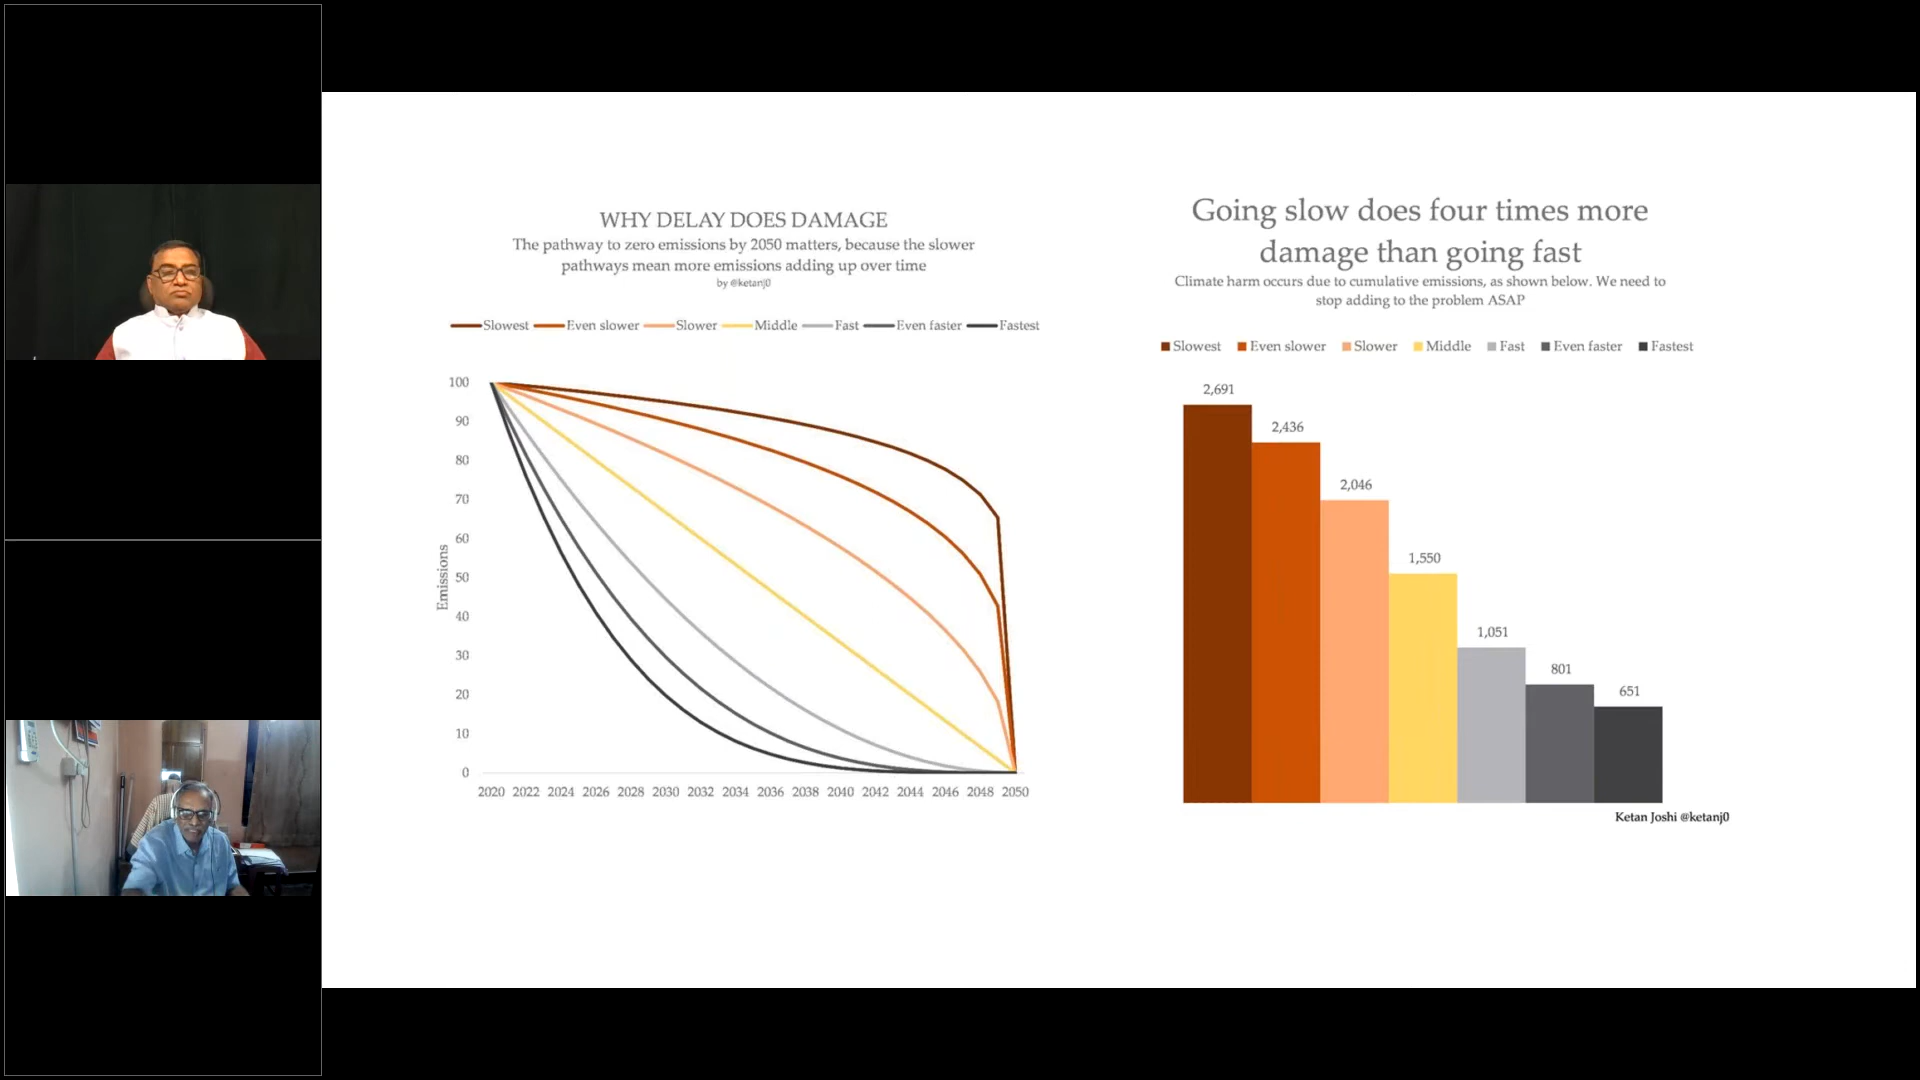 WHY DELAY DOES DAMAGE
The pathway to zero emissions by 2050 matters, because the slower
pathways mean more emissions adding up over time
by @ketanj0
Slowest Even slower Slower Middle Fast Even faster Fastest
100
90
80
70
60
50
40
30
20
10
0
Emissions
2020 2022 2024 2026 2028 2030 2032 2034 2036 2038 2040 2042 2044 2046 2048 2050
Going slow does four times more
damage than going fast
Climate harm occurs due to cumulative emissions, as shown below. We need to
stop adding to the problem ASAP
Slowest Even slower Slower Middle Fast Even faster Fastest
2,691
2,436
2,046
1,550
1,051
801
651
Ketan Joshi @ketanj0